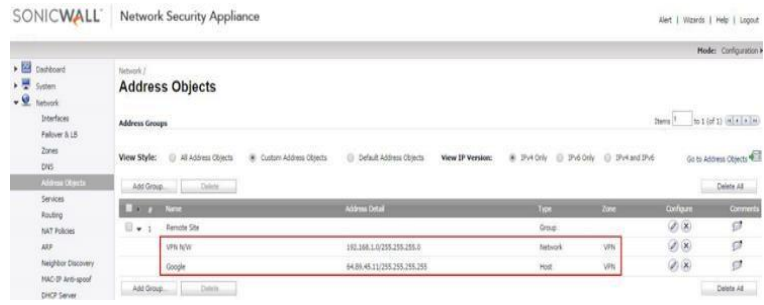 SONICWALL Network Security Appliance
Alert | Wizards | Help | Logout
Mode: Configuration
Dashboard
System
Network
Interfaces
Failover & LB
Zones
DNS
Address Objects
Services
Routing
NAT Policies
ARP
Neighbor Discovery
MAC-IP Anti-spoof
DHCP Server
Network /
Address Objects
Address Groups
Items 1 to 1 (of 1)
View Style: All Address Objects Custom Address Objects Default Address Objects View IP Version: IPv4 Only IPv6 Only IPv4 and IPv6 Go to Address Objects
Add Group... Delete Delete All
# Name Address Detail Type Zone Configure Comments
1 Remote Site Group
VPN N/W 192.168.1.0/255.255.255.0 Network VPN
Google 64.89.45.11/255.255.255.255 Host VPN
Add Group... Delete Delete All